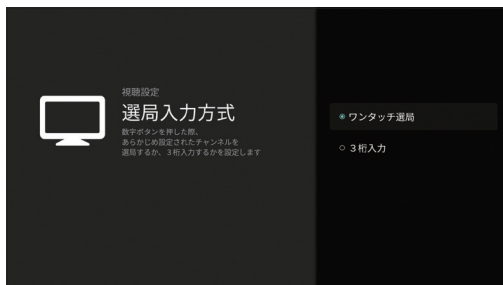 視聴設定
選局入力方式
数字ボタンを押した際、
あらかじめ設定されたチャンネルを
選局するか、3桁入力するかを設定します
ワンタッチ選局
3桁入力